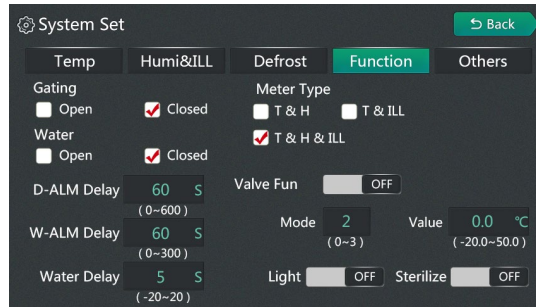 System Set
Back
Temp Humi&ILL Defrost Function Others
Gating
Open Closed
Water
Open Closed
D-ALM Delay 60 S
(0~600)
W-ALM Delay 60 S
(0~300)
Water Delay 5 S
(-20~20)
Meter Type
T & H T & ILL
T & H & ILL
Valve Fun OFF
Mode 2 Value 0.0 ℃
(0~3) (-20.0~50.0)
Light OFF Sterilize OFF